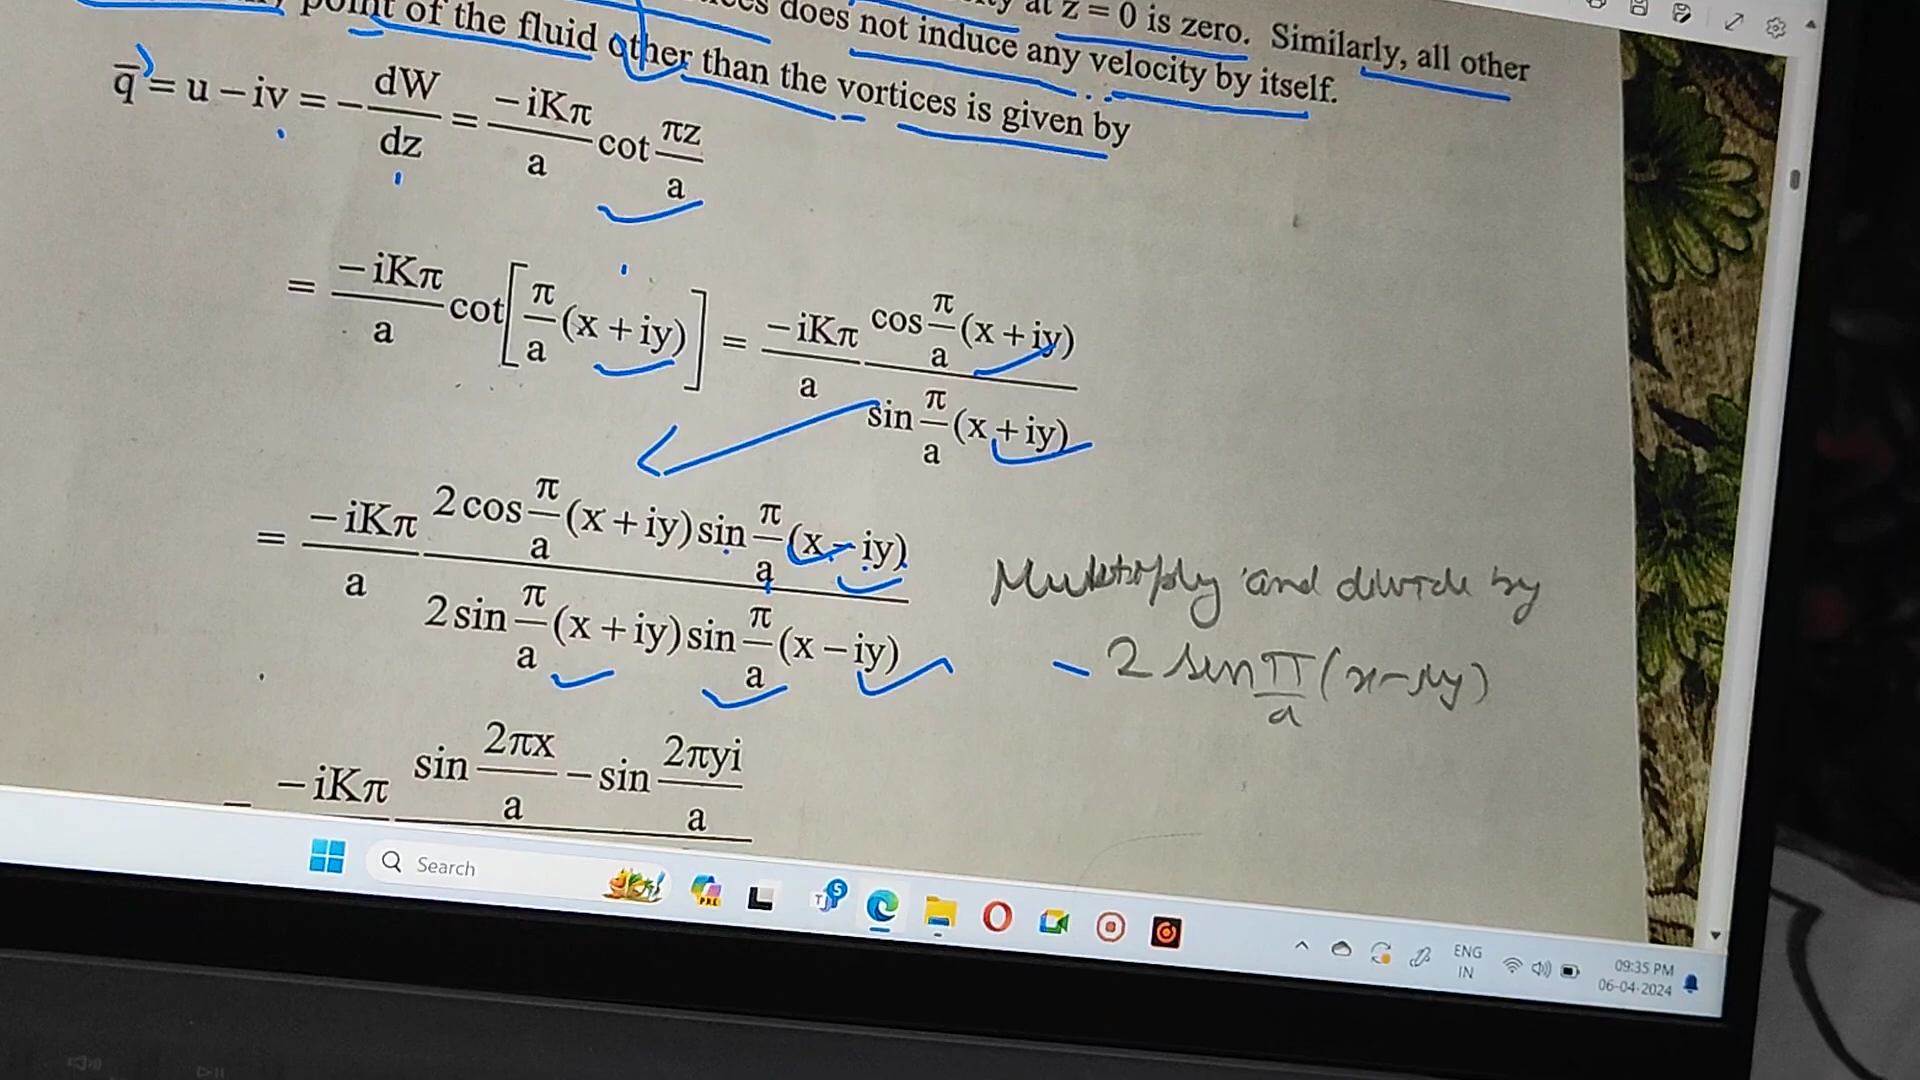 point of the fluid other than the vortices is given by
does not induce any velocity by itself.
at z = 0 is zero. Similarly, all other
q̅ = u − iv = −dW/dz = −iKπ/a cot πz/a
= −iKπ/a cot[π/a (x + iy)] = −iKπ/a cos π/a (x + iy) / sin π/a (x + iy)
= −iKπ/a 2 cos π/a (x + iy) sin π/a (x − iy) / 2 sin π/a (x + iy) sin π/a (x − iy)
Multiply and divide by
− 2 sin π/a (x − iy)
−iKπ sin 2πx/a − sin 2πyi/a
Search
PRE
5
ENG
IN
09:35 PM
06-04-2024